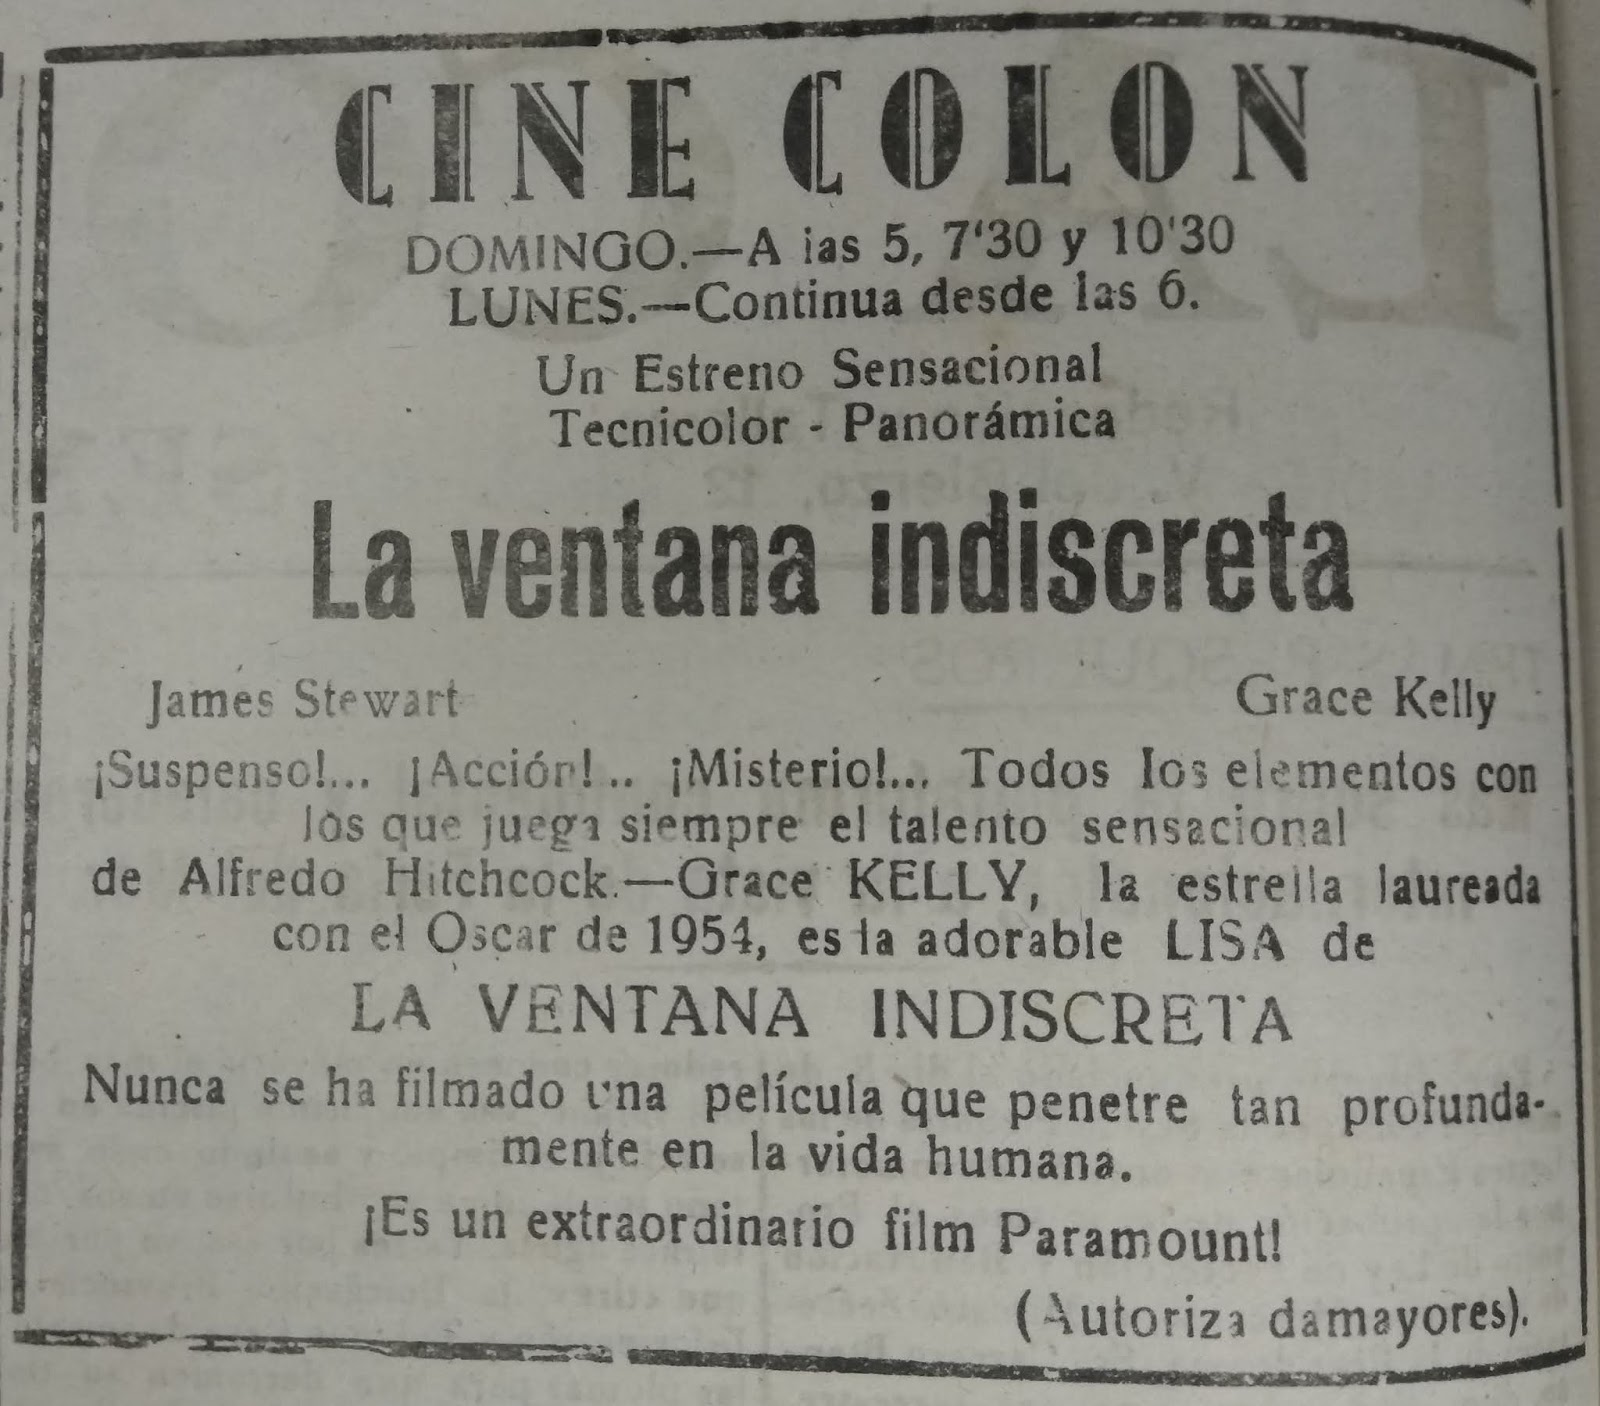 CINE COLON
DOMINGO.—A ias 5, 7'30 y 10'30
LUNES.—Continua desde las 6.
Un Estreno Sensacional
Tecnicolor - Panorámica
La ventana indiscreta
James Stewart Grace Kelly
¡Suspenso!... ¡Acción!.. ¡Misterio!... Todos los elementos con
los que juega siempre el talento sensacional
de Alfredo Hitchcock.—Grace KELLY, la estrella laureada
con el Oscar de 1954, es la adorable LISA de
LA VENTANA INDISCRETA
Nunca se ha filmado una película que penetre tan profunda-
mente en la vida humana.
¡Es un extraordinario film Paramount!
(Autoriza damayores).